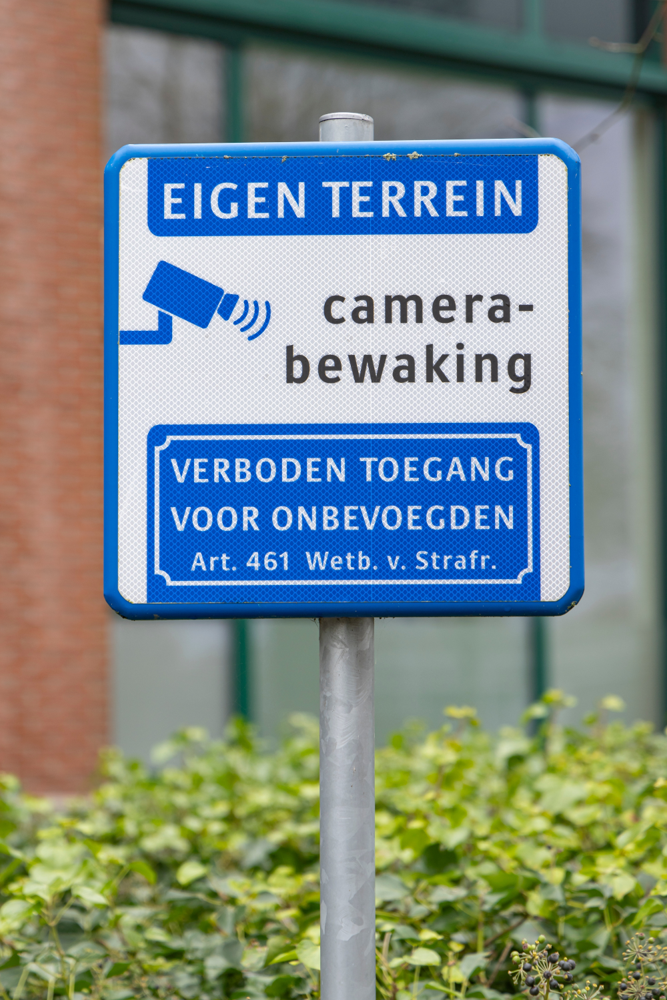 EIGEN TERREIN
camera-
bewaking
VERBODEN TOEGANG
VOOR ONBEVOEGDEN
Art. 461 Wetb. v. Strafr.